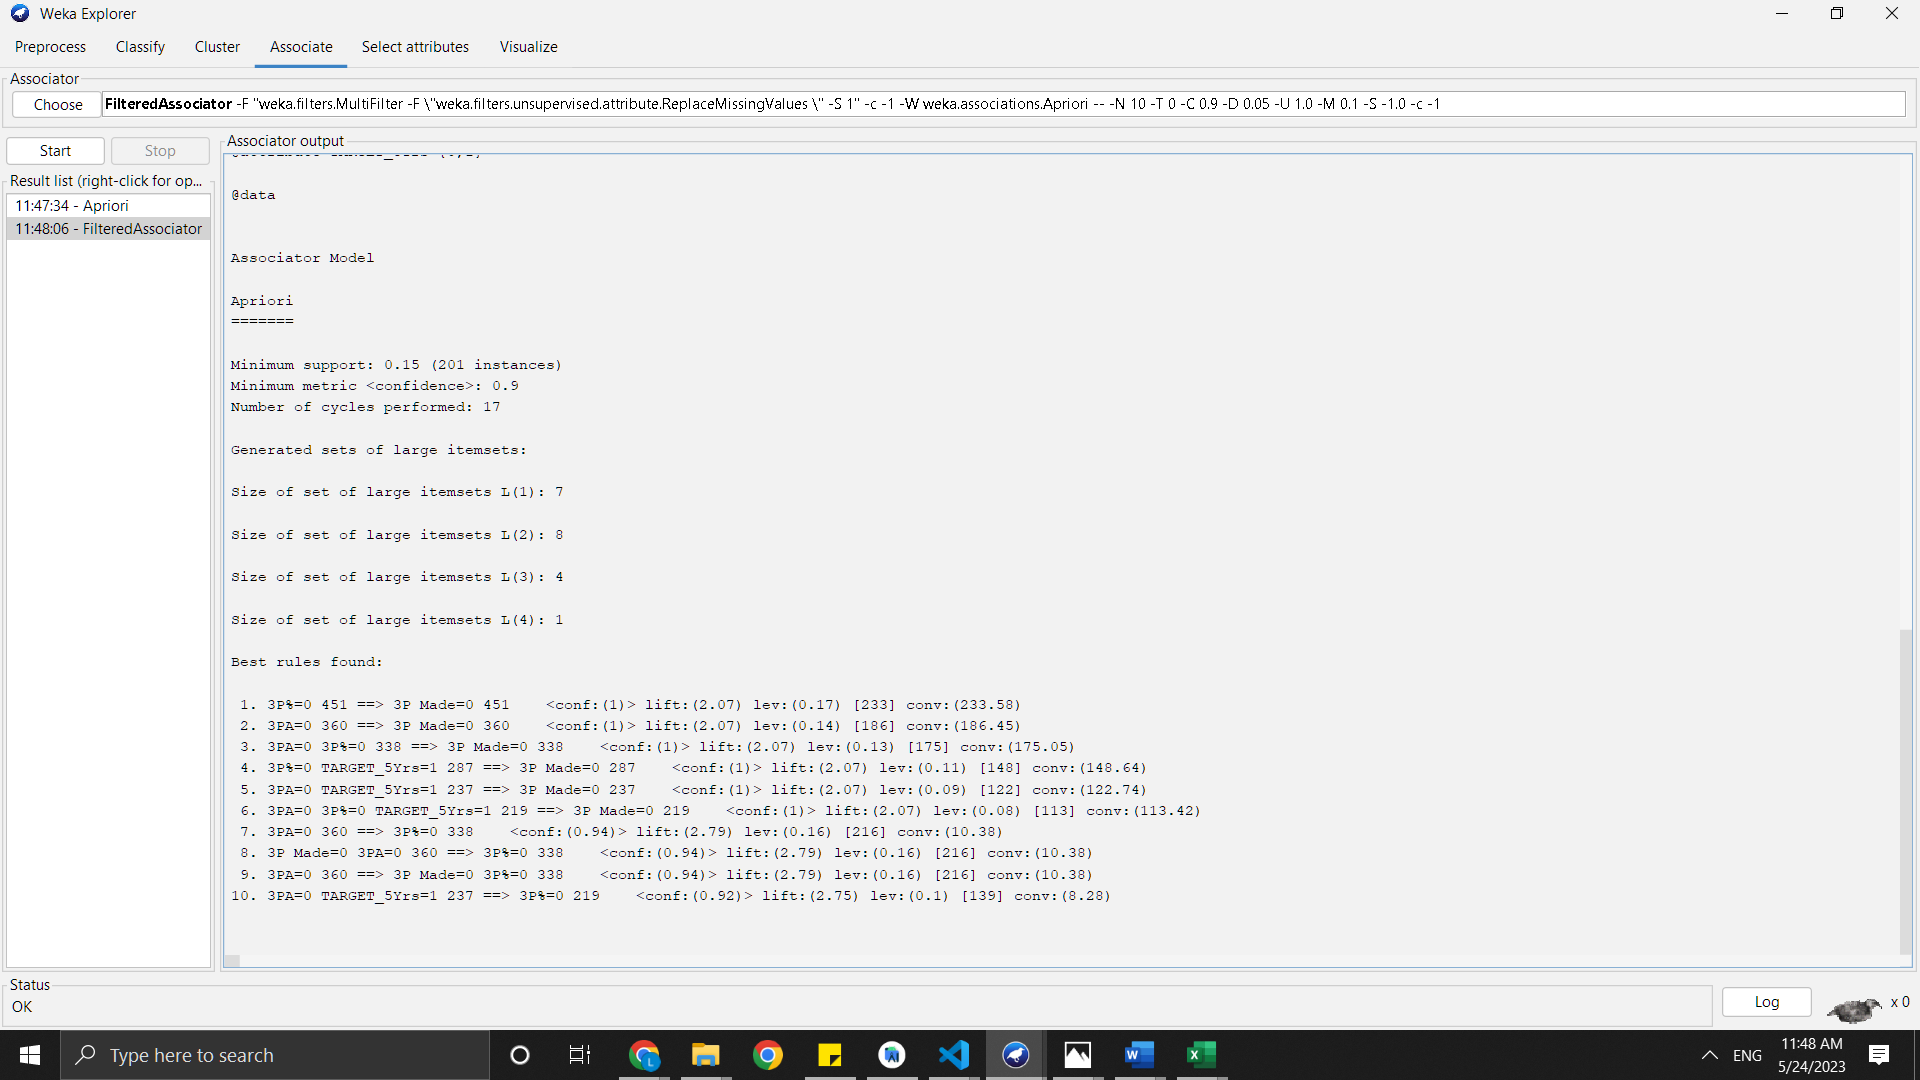 Weka Explorer
Preprocess Classify Cluster Associate Select attributes Visualize
Associator
Choose FilteredAssociator -F "weka.filters.MultiFilter -F \"weka.filters.unsupervised.attribute.ReplaceMissingValues \" -S 1" -c -1 -W weka.associations.Apriori -- -N 10 -T 0 -C 0.9 -D 0.05 -U 1.0 -M 0.1 -S -1.0 -c -1
Start Stop
Result list (right-click for op...
11:47:34 - Apriori
11:48:06 - FilteredAssociator
Associator output
@data
Associator Model
Apriori
=======
Minimum support: 0.15 (201 instances)
Minimum metric <confidence>: 0.9
Number of cycles performed: 17
Generated sets of large itemsets:
Size of set of large itemsets L(1): 7
Size of set of large itemsets L(2): 8
Size of set of large itemsets L(3): 4
Size of set of large itemsets L(4): 1
Best rules found:
1. 3P%=0 451 ==> 3P Made=0 451 <conf:(1)> lift:(2.07) lev:(0.17) [233] conv:(233.58)
2. 3PA=0 360 ==> 3P Made=0 360 <conf:(1)> lift:(2.07) lev:(0.14) [186] conv:(186.45)
3. 3PA=0 3P%=0 338 ==> 3P Made=0 338 <conf:(1)> lift:(2.07) lev:(0.13) [175] conv:(175.05)
4. 3P%=0 TARGET_5Yrs=1 287 ==> 3P Made=0 287 <conf:(1)> lift:(2.07) lev:(0.11) [148] conv:(148.64)
5. 3PA=0 TARGET_5Yrs=1 237 ==> 3P Made=0 237 <conf:(1)> lift:(2.07) lev:(0.09) [122] conv:(122.74)
6. 3PA=0 3P%=0 TARGET_5Yrs=1 219 ==> 3P Made=0 219 <conf:(1)> lift:(2.07) lev:(0.08) [113] conv:(113.42)
7. 3PA=0 360 ==> 3P%=0 338 <conf:(0.94)> lift:(2.79) lev:(0.16) [216] conv:(10.38)
8. 3P Made=0 3PA=0 360 ==> 3P%=0 338 <conf:(0.94)> lift:(2.79) lev:(0.16) [216] conv:(10.38)
9. 3PA=0 360 ==> 3P Made=0 3P%=0 338 <conf:(0.94)> lift:(2.79) lev:(0.16) [216] conv:(10.38)
10. 3PA=0 TARGET_5Yrs=1 237 ==> 3P%=0 219 <conf:(0.92)> lift:(2.75) lev:(0.1) [139] conv:(8.28)
Status
OK
Log
x 0
Type here to search
ENG
11:48 AM
5/24/2023